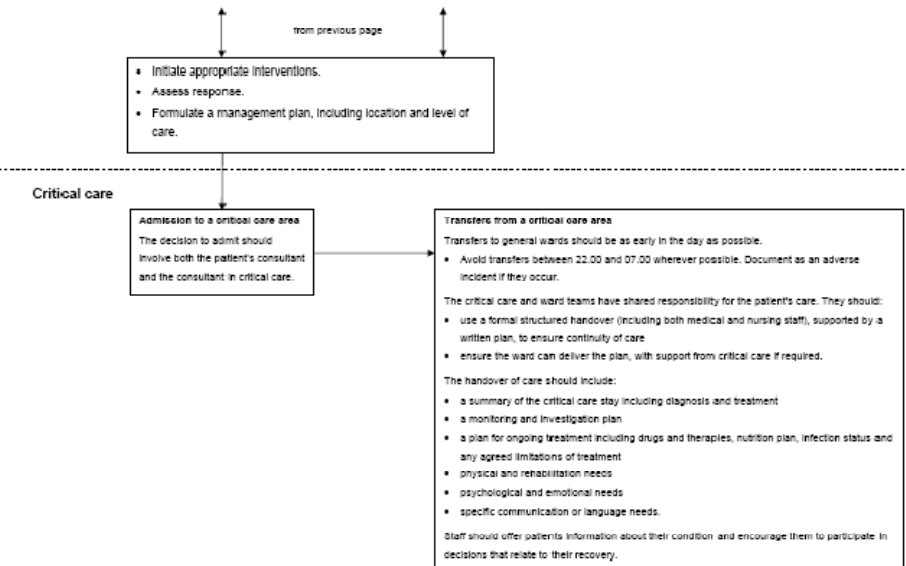 from previous page
• Initiate appropriate interventions.
• Assess response.
• Formulate a management plan, including location and level of
care.
Critical care
Admission to a critical care area
The decision to admit should
involve both the patient's consultant
and the consultant in critical care.
Transfers from a critical care area
Transfers to general wards should be as early in the day as possible.
• Avoid transfers between 22.00 and 07.00 wherever possible. Document as an adverse
incident if they occur.
The critical care and ward teams have shared responsibility for the patient's care. They should:
• use a formal structured handover (including both medical and nursing staff), supported by a
written plan, to ensure continuity of care
• ensure the ward can deliver the plan, with support from critical care if required.
The handover of care should include:
• a summary of the critical care stay including diagnosis and treatment
• a monitoring and investigation plan
• a plan for ongoing treatment including drugs and therapies, nutrition plan, infection status and
any agreed limitations of treatment
• physical and rehabilitation needs
• psychological and emotional needs
• specific communication or language needs.
Staff should offer patients information about their condition and encourage them to participate in
decisions that relate to their recovery.